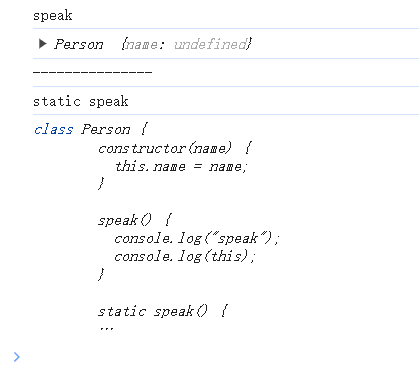 speak
▶ Person {name: undefined}
---------------
static speak
class Person {
        constructor(name) {
          this.name = name;
        }

        speak() {
          console.log("speak");
          console.log(this);
        }

        static speak() {
        …
>